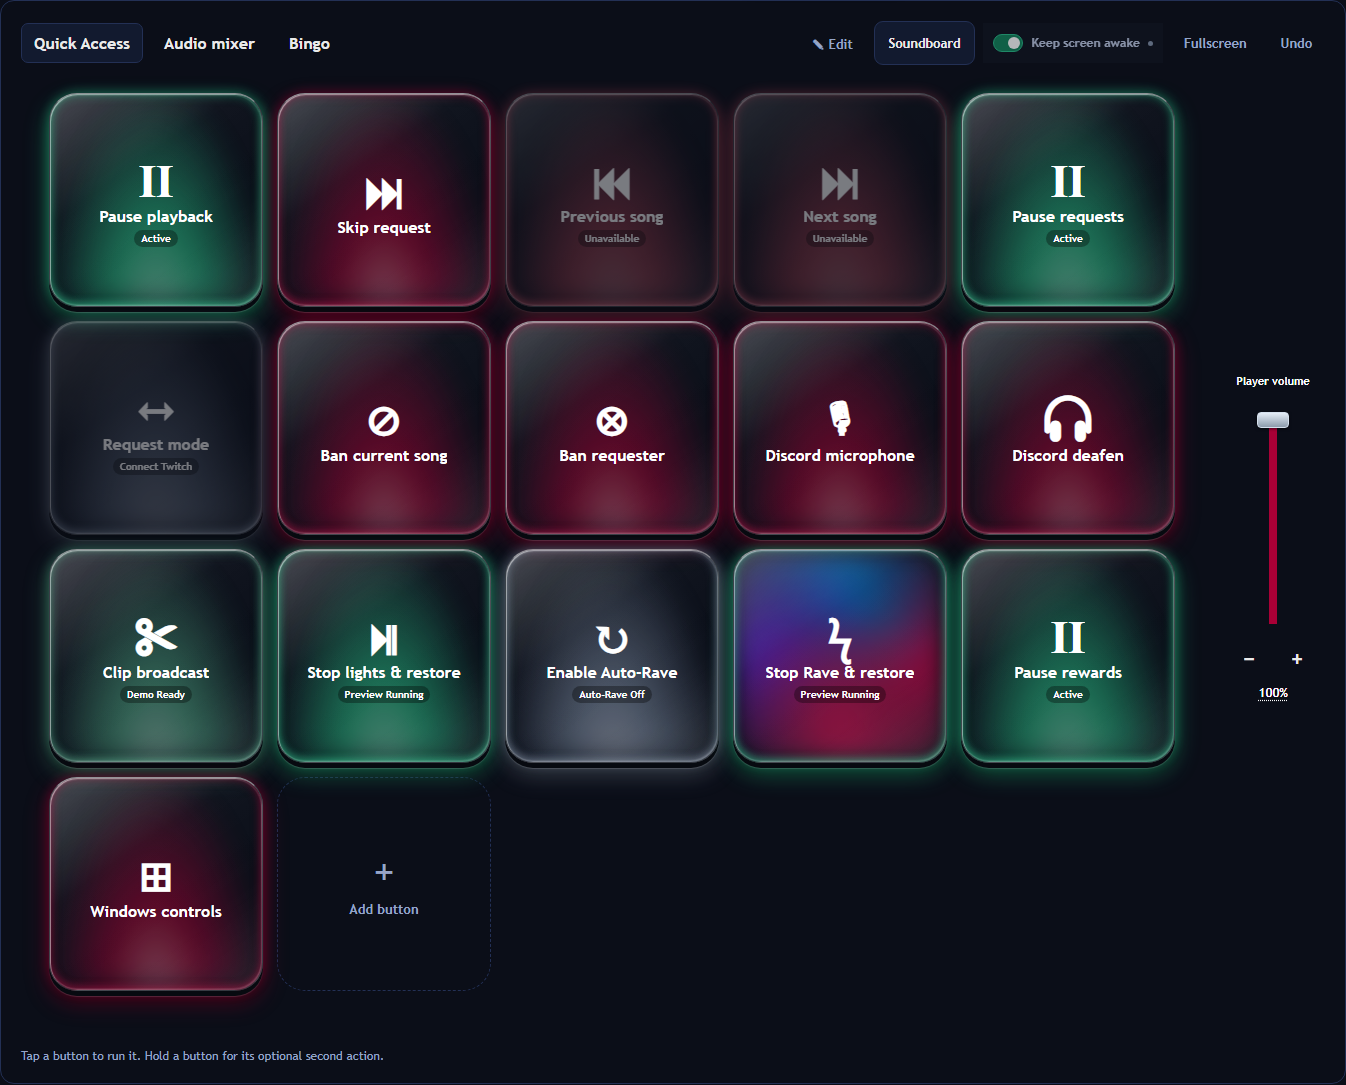 Quick Access
Audio mixer
Bingo
Edit
Soundboard
Keep screen awake
Fullscreen
Undo
Pause playback
Active
Skip request
Previous song
Unavailable
Next song
Unavailable
Pause requests
Active
Request mode
Connect Twitch
Ban current song
Ban requester
Discord microphone
Discord deafen
Player volume
Clip broadcast
Demo Ready
Stop lights & restore
Preview Running
Enable Auto-Rave
Auto-Rave Off
Stop Rave & restore
Preview Running
Pause rewards
Active
− +
100%
Windows controls
+
Add button
Tap a button to run it. Hold a button for its optional second action.